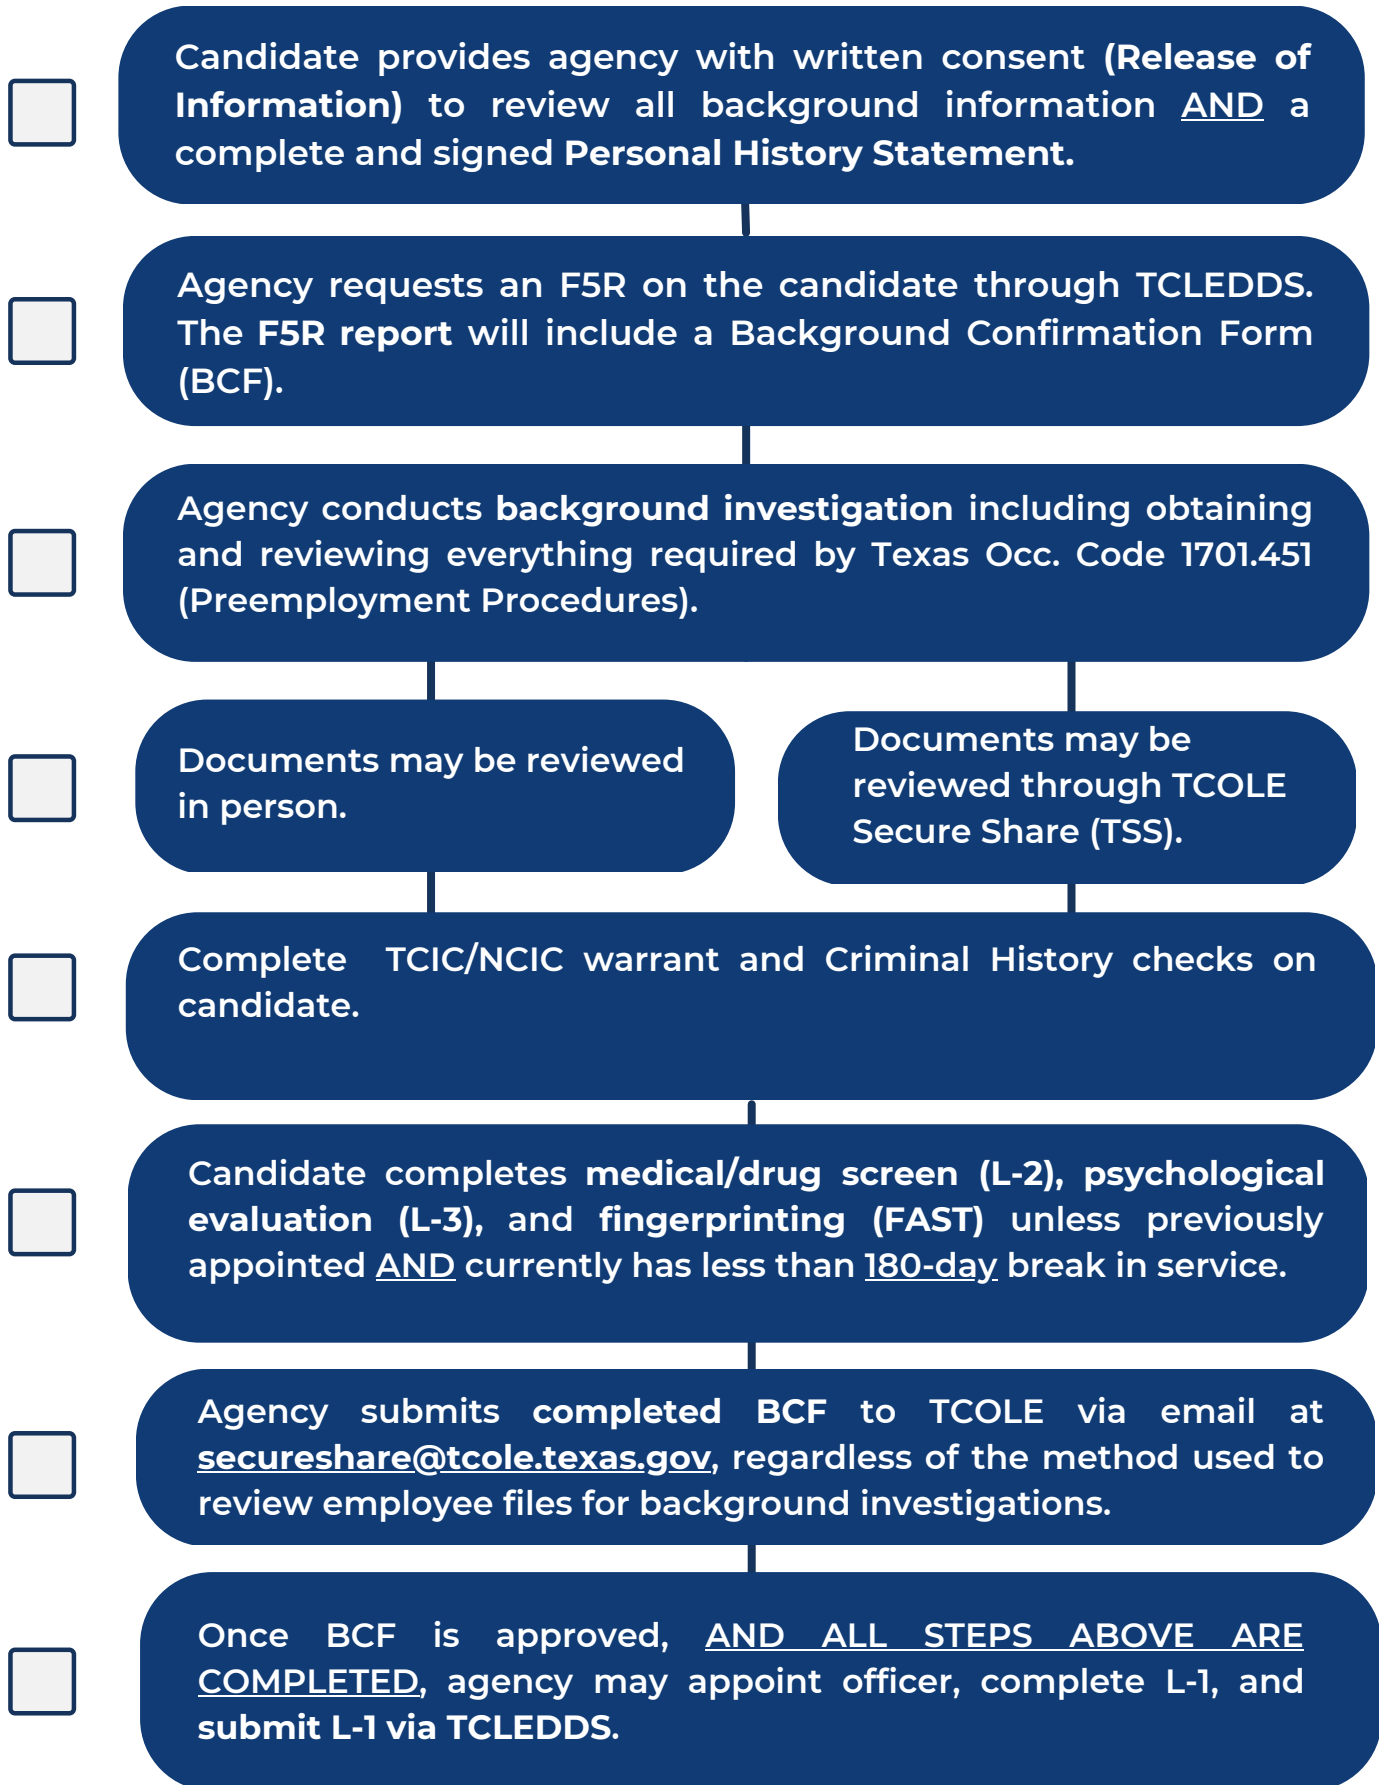 Candidate provides agency with written consent (Release of
Information) to review all background information AND a
complete and signed Personal History Statement.
Agency requests an F5R on the candidate through TCLEDDS.
The F5R report will include a Background Confirmation Form
(BCF).
Agency conducts background investigation including obtaining
and reviewing everything required by Texas Occ. Code 1701.451
(Preemployment Procedures).
Documents may be reviewed
in person.
Documents may be
reviewed through TCOLE
Secure Share (TSS).
Complete TCIC/NCIC warrant and Criminal History checks on
candidate.
Candidate completes medical/drug screen (L-2), psychological
evaluation (L-3), and fingerprinting (FAST) unless previously
appointed AND currently has less than 180-day break in service.
Agency submits completed BCF to TCOLE via email at
secureshare@tcole.texas.gov, regardless of the method used to
review employee files for background investigations.
Once BCF is approved, AND ALL STEPS ABOVE ARE
COMPLETED, agency may appoint officer, complete L-1, and
submit L-1 via TCLEDDS.